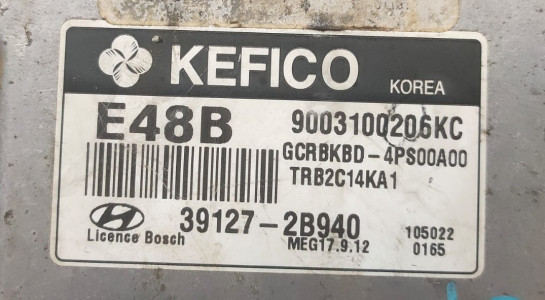 KEFICO
KOREA
E48B
9003100206KC
GCRBKBD-4PS00A00
TRB2C14KA1
39127-2B940
Licence Bosch
MEG17.9.12
105022
0165